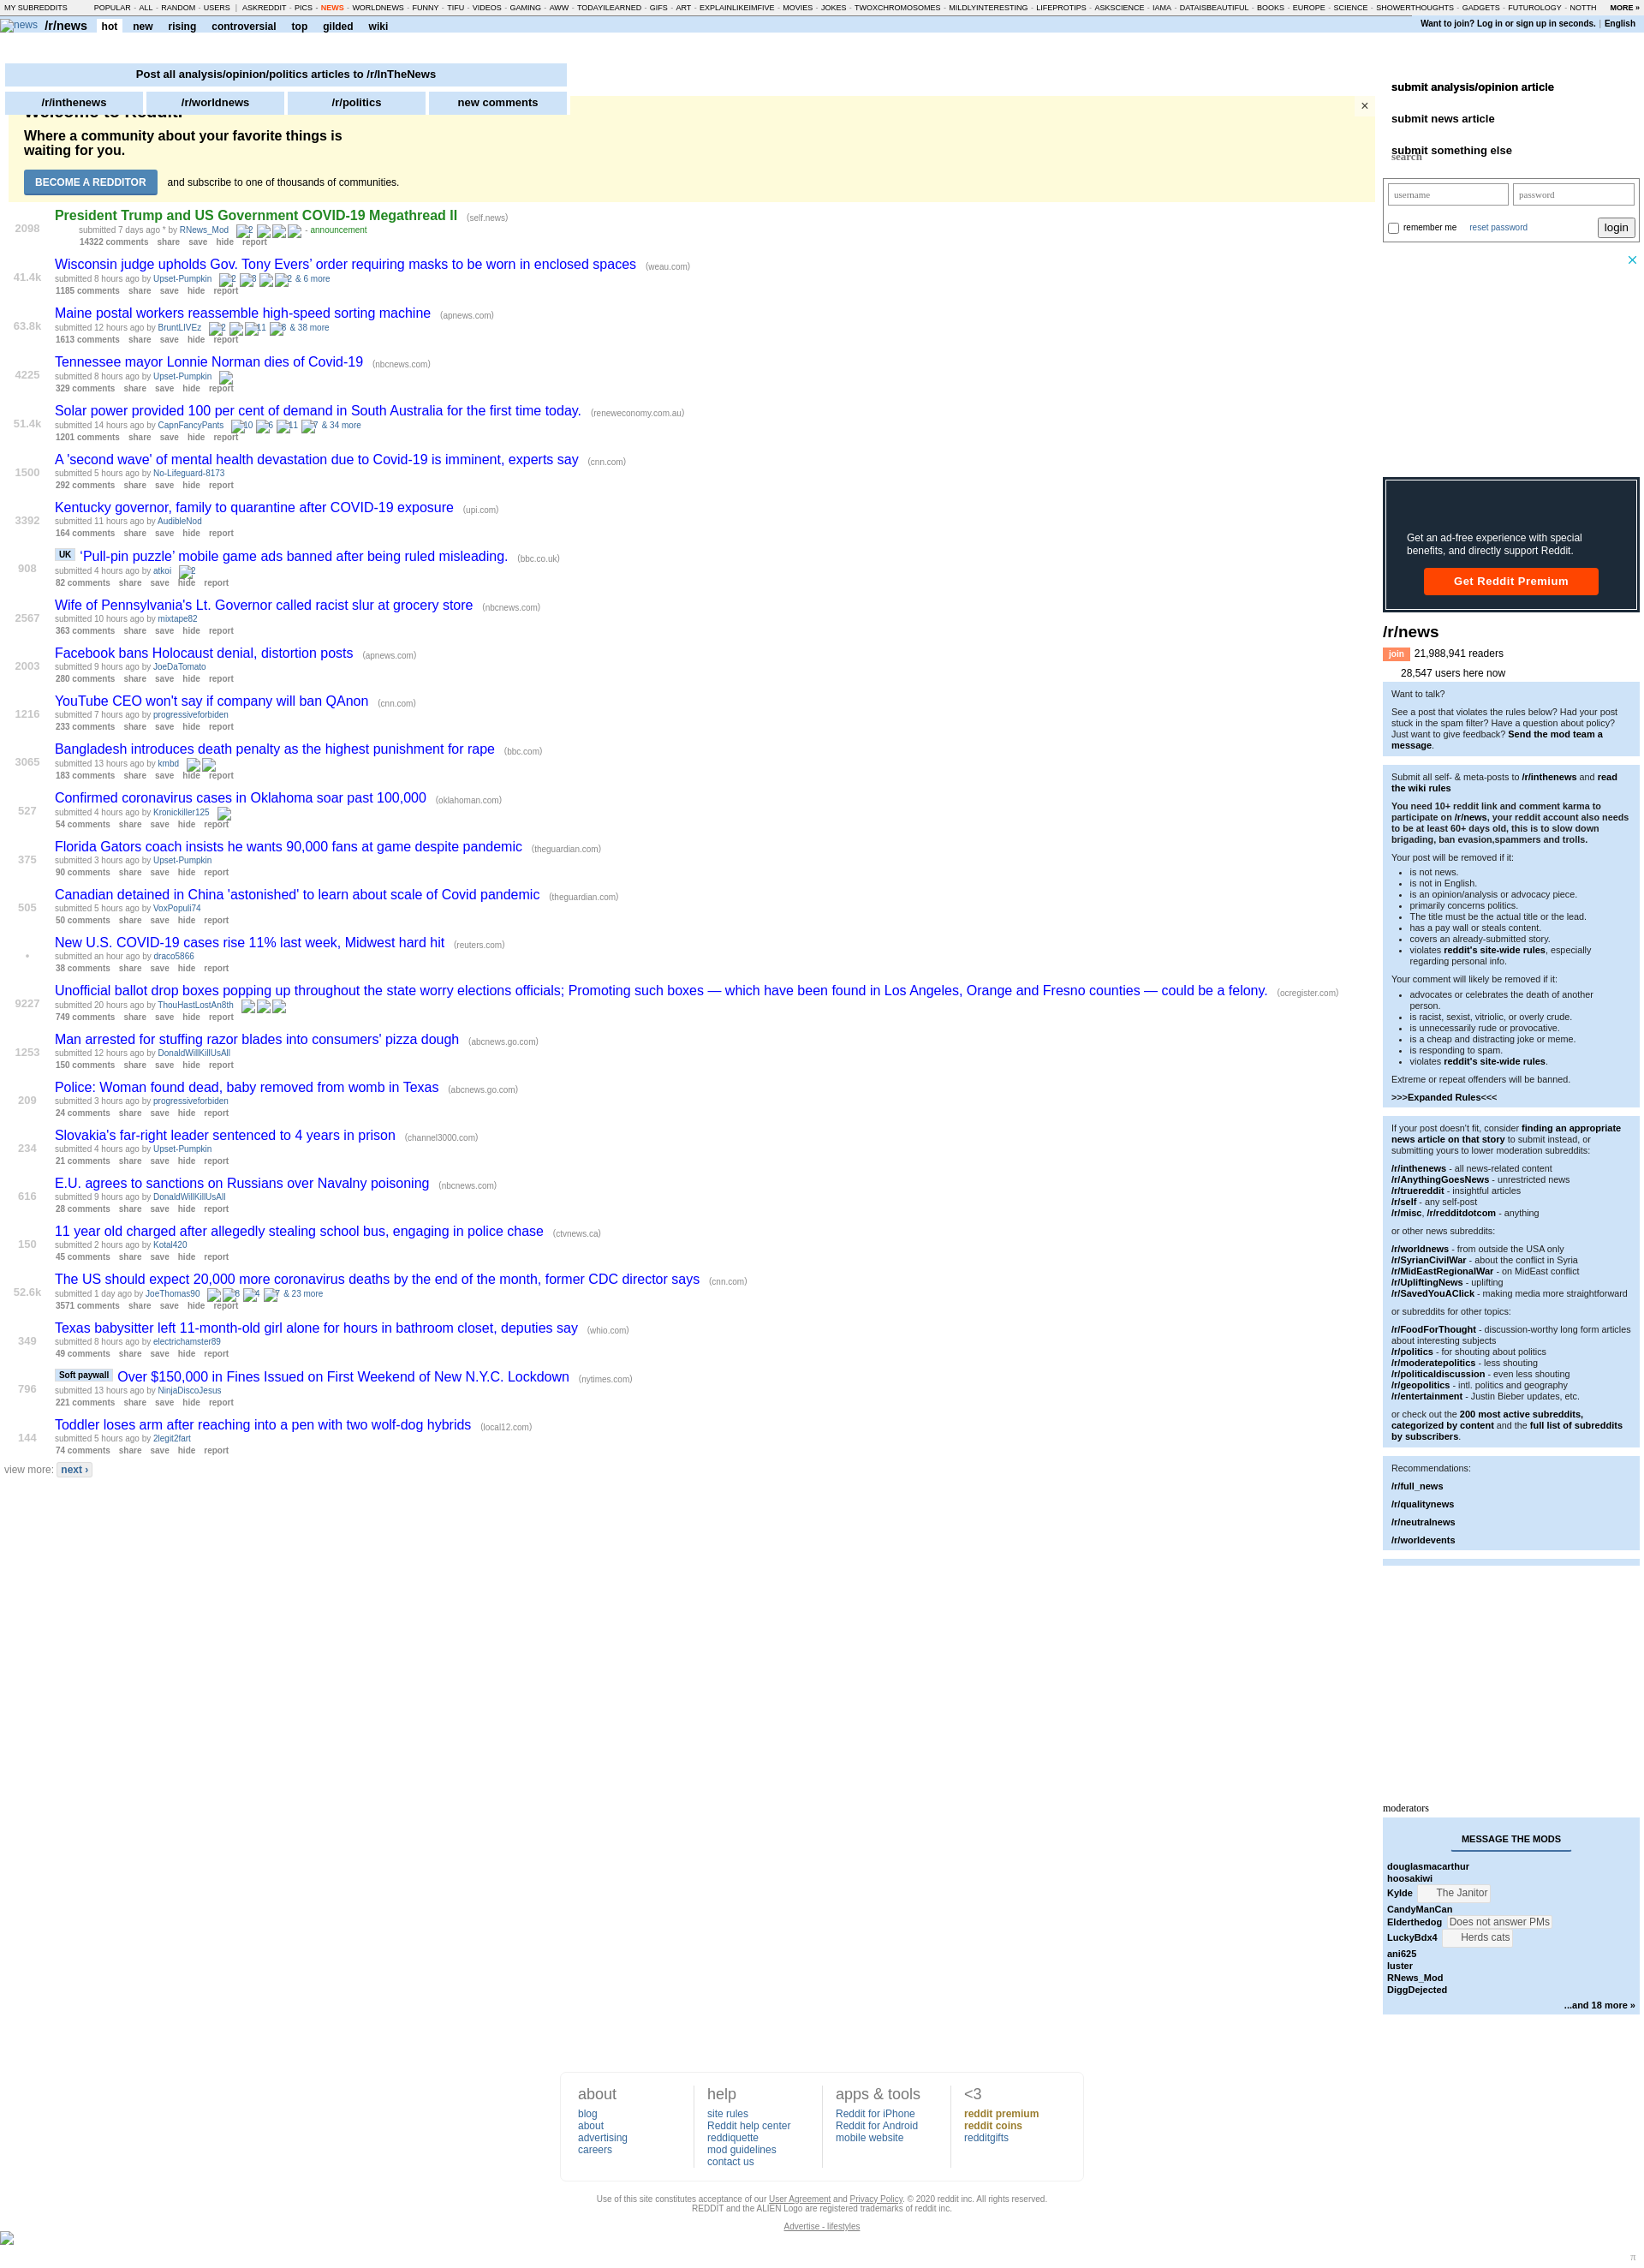 MY SUBREDDITS POPULAR - ALL - RANDOM - USERS | ASKREDDIT - PICS - NEWS - WORLDNEWS - FUNNY - TIFU - VIDEOS - GAMING - AWW - TODAYILEARNED - GIFS - ART - EXPLAINLIKEIMFIVE - MOVIES - JOKES - TWOXCHROMOSOMES - MILDLYINTERESTING - LIFEPROTIPS - ASKSCIENCE - IAMA - DATAISBEAUTIFUL - BOOKS - EUROPE - SCIENCE - SHOWERTHOUGHTS - GADGETS - FUTUROLOGY - NOTTH MORE »
news /r/news hot new rising controversial top gilded wiki
Want to join? Log in or sign up in seconds. | English
Post all analysis/opinion/politics articles to /r/InTheNews
/r/inthenews /r/worldnews /r/politics new comments
Welcome to Reddit!
Where a community about your favorite things is
waiting for you.
BECOME A REDDITOR and subscribe to one of thousands of communities.
×
2098
President Trump and US Government COVID-19 Megathread II (self.news)
submitted 7 days ago * by RNews_Mod 2 - announcement
14322 comments share save hide report
41.4k
Wisconsin judge upholds Gov. Tony Evers’ order requiring masks to be worn in enclosed spaces (weau.com)
submitted 8 hours ago by Upset-Pumpkin 2 3 2 & 6 more
1185 comments share save hide report
63.8k
Maine postal workers reassemble high-speed sorting machine (apnews.com)
submitted 12 hours ago by BruntLIVEz 2 11 8 & 38 more
1613 comments share save hide report
4225
Tennessee mayor Lonnie Norman dies of Covid-19 (nbcnews.com)
submitted 8 hours ago by Upset-Pumpkin
329 comments share save hide report
51.4k
Solar power provided 100 per cent of demand in South Australia for the first time today. (reneweconomy.com.au)
submitted 14 hours ago by CapnFancyPants 10 6 11 7 & 34 more
1201 comments share save hide report
1500
A 'second wave' of mental health devastation due to Covid-19 is imminent, experts say (cnn.com)
submitted 5 hours ago by No-Lifeguard-8173
292 comments share save hide report
3392
Kentucky governor, family to quarantine after COVID-19 exposure (upi.com)
submitted 11 hours ago by AudibleNod
164 comments share save hide report
908
UK ‘Pull-pin puzzle’ mobile game ads banned after being ruled misleading. (bbc.co.uk)
submitted 4 hours ago by atkoi 2
82 comments share save hide report
2567
Wife of Pennsylvania's Lt. Governor called racist slur at grocery store (nbcnews.com)
submitted 10 hours ago by mixtape82
363 comments share save hide report
2003
Facebook bans Holocaust denial, distortion posts (apnews.com)
submitted 9 hours ago by JoeDaTomato
280 comments share save hide report
1216
YouTube CEO won't say if company will ban QAnon (cnn.com)
submitted 7 hours ago by progressiveforbiden
233 comments share save hide report
3065
Bangladesh introduces death penalty as the highest punishment for rape (bbc.com)
submitted 13 hours ago by kmbd
183 comments share save hide report
527
Confirmed coronavirus cases in Oklahoma soar past 100,000 (oklahoman.com)
submitted 4 hours ago by Kronickiller125
54 comments share save hide report
375
Florida Gators coach insists he wants 90,000 fans at game despite pandemic (theguardian.com)
submitted 3 hours ago by Upset-Pumpkin
90 comments share save hide report
505
Canadian detained in China 'astonished' to learn about scale of Covid pandemic (theguardian.com)
submitted 5 hours ago by VoxPopuli74
50 comments share save hide report
•
New U.S. COVID-19 cases rise 11% last week, Midwest hard hit (reuters.com)
submitted an hour ago by draco5866
38 comments share save hide report
9227
Unofficial ballot drop boxes popping up throughout the state worry elections officials; Promoting such boxes — which have been found in Los Angeles, Orange and Fresno counties — could be a felony. (ocregister.com)
submitted 20 hours ago by ThouHastLostAn8th
749 comments share save hide report
1253
Man arrested for stuffing razor blades into consumers' pizza dough (abcnews.go.com)
submitted 12 hours ago by DonaldWillKillUsAll
150 comments share save hide report
209
Police: Woman found dead, baby removed from womb in Texas (abcnews.go.com)
submitted 3 hours ago by progressiveforbiden
24 comments share save hide report
234
Slovakia's far-right leader sentenced to 4 years in prison (channel3000.com)
submitted 4 hours ago by Upset-Pumpkin
21 comments share save hide report
616
E.U. agrees to sanctions on Russians over Navalny poisoning (nbcnews.com)
submitted 9 hours ago by DonaldWillKillUsAll
28 comments share save hide report
150
11 year old charged after allegedly stealing school bus, engaging in police chase (ctvnews.ca)
submitted 2 hours ago by Kotal420
45 comments share save hide report
52.6k
The US should expect 20,000 more coronavirus deaths by the end of the month, former CDC director says (cnn.com)
submitted 1 day ago by JoeThomas90 8 4 7 & 23 more
3571 comments share save hide report
349
Texas babysitter left 11-month-old girl alone for hours in bathroom closet, deputies say (whio.com)
submitted 8 hours ago by electrichamster89
49 comments share save hide report
796
Soft paywall Over $150,000 in Fines Issued on First Weekend of New N.Y.C. Lockdown (nytimes.com)
submitted 13 hours ago by NinjaDiscoJesus
221 comments share save hide report
144
Toddler loses arm after reaching into a pen with two wolf-dog hybrids (local12.com)
submitted 5 hours ago by 2legit2fart
74 comments share save hide report
view more: next ›
submit analysis/opinion article
submit news article
submit something else
search
username password
remember me reset password login
×
Get an ad-free experience with special
benefits, and directly support Reddit.
Get Reddit Premium
/r/news
join 21,988,941 readers
28,547 users here now
Want to talk?
See a post that violates the rules below? Had your post
stuck in the spam filter? Have a question about policy?
Just want to give feedback? Send the mod team a
message.
Submit all self- & meta-posts to /r/inthenews and read
the wiki rules
You need 10+ reddit link and comment karma to
participate on /r/news, your reddit account also needs
to be at least 60+ days old, this is to slow down
brigading, ban evasion,spammers and trolls.
Your post will be removed if it:
• is not news.
• is not in English.
• is an opinion/analysis or advocacy piece.
• primarily concerns politics.
• The title must be the actual title or the lead.
• has a pay wall or steals content.
• covers an already-submitted story.
• violates reddit's site-wide rules, especially
regarding personal info.
Your comment will likely be removed if it:
• advocates or celebrates the death of another
person.
• is racist, sexist, vitriolic, or overly crude.
• is unnecessarily rude or provocative.
• is a cheap and distracting joke or meme.
• is responding to spam.
• violates reddit's site-wide rules.
Extreme or repeat offenders will be banned.
>>>Expanded Rules<<<
If your post doesn't fit, consider finding an appropriate
news article on that story to submit instead, or
submitting yours to lower moderation subreddits:
/r/inthenews - all news-related content
/r/AnythingGoesNews - unrestricted news
/r/truereddit - insightful articles
/r/self - any self-post
/r/misc, /r/redditdotcom - anything
or other news subreddits:
/r/worldnews - from outside the USA only
/r/SyrianCivilWar - about the conflict in Syria
/r/MidEastRegionalWar - on MidEast conflict
/r/UpliftingNews - uplifting
/r/SavedYouAClick - making media more straightforward
or subreddits for other topics:
/r/FoodForThought - discussion-worthy long form articles
about interesting subjects
/r/politics - for shouting about politics
/r/moderatepolitics - less shouting
/r/politicaldiscussion - even less shouting
/r/geopolitics - intl. politics and geography
/r/entertainment - Justin Bieber updates, etc.
or check out the 200 most active subreddits,
categorized by content and the full list of subreddits
by subscribers.
Recommendations:
/r/full_news
/r/qualitynews
/r/neutralnews
/r/worldevents
moderators
MESSAGE THE MODS
douglasmacarthur
hoosakiwi
Kylde The Janitor
CandyManCan
Elderthedog Does not answer PMs
LuckyBdx4 Herds cats
ani625
luster
RNews_Mod
DiggDejected
...and 18 more »
about
blog
about
advertising
careers
help
site rules
Reddit help center
reddiquette
mod guidelines
contact us
apps & tools
Reddit for iPhone
Reddit for Android
mobile website
<3
reddit premium
reddit coins
redditgifts
Use of this site constitutes acceptance of our User Agreement and Privacy Policy. © 2020 reddit inc. All rights reserved.
REDDIT and the ALIEN Logo are registered trademarks of reddit inc.
Advertise - lifestyles
π